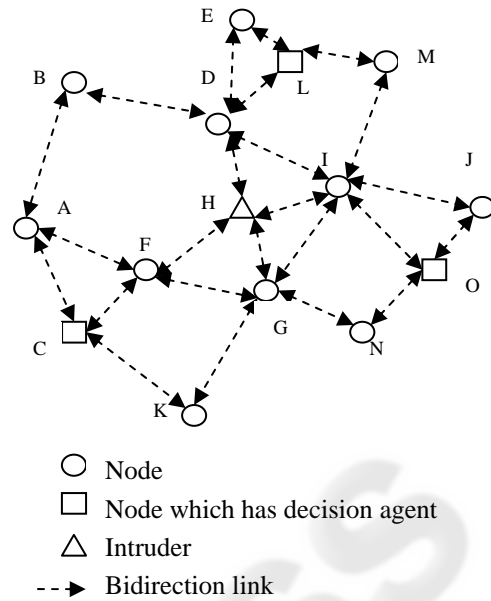 E
M
B
D
L
I
J
H
A
F
O
G
C
N
K
Node
Node which has decision agent
Intruder
Bidirection link